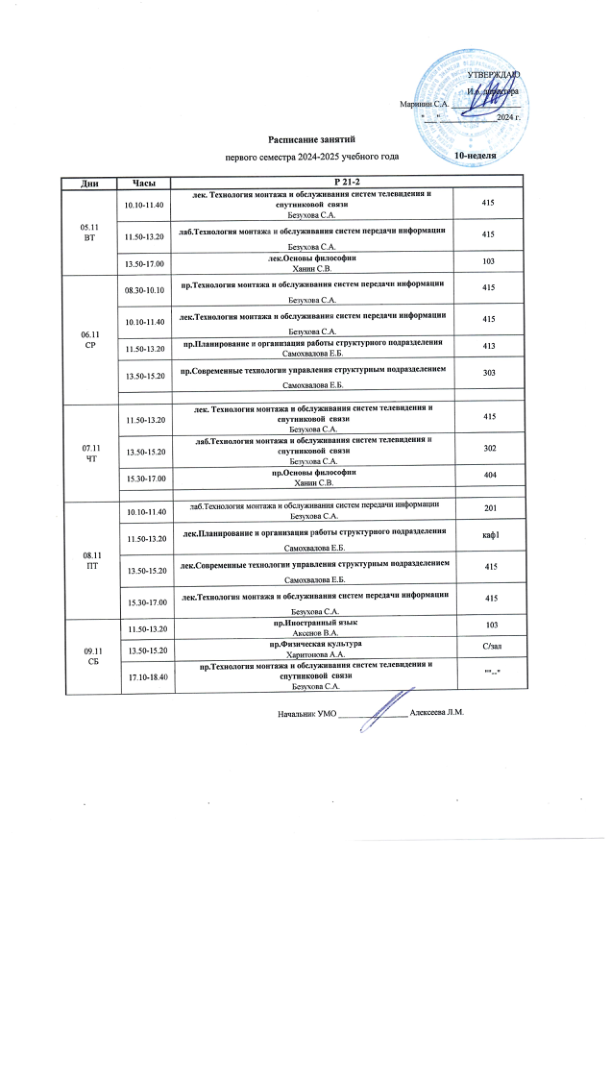 УТВЕРЖДАЮ
И.о. директора
Маринин С.А. ________________
"___"______________2024 г.
Расписание занятий
первого семестра 2024-2025 учебного года 10-неделя
Дни Часы Р 21-2
05.11
ВТ
10.10-11.40 лек. Технология монтажа и обслуживания систем телевидения и
спутниковой связи 415
Безухова С.А.
11.50-13.20 лаб.Технология монтажа и обслуживания систем передачи информации 415
Безухова С.А.
13.50-17.00 лек.Основы философии 103
Ханин С.В.
06.11
СР
08.30-10.10 пр.Технология монтажа и обслуживания систем передачи информации 415
Безухова С.А.
10.10-11.40 лек.Технология монтажа и обслуживания систем передачи информации 415
Безухова С.А.
11.50-13.20 пр.Планирование и организация работы структурного подразделения 413
Самохвалова Е.Б.
13.50-15.20 пр.Современные технологии управления структурным подразделением 303
Самохвалова Е.Б.
07.11
ЧТ
11.50-13.20 лек. Технология монтажа и обслуживания систем телевидения и
спутниковой связи 415
Безухова С.А.
13.50-15.20 лаб.Технология монтажа и обслуживания систем телевидения и
спутниковой связи 302
Безухова С.А.
15.30-17.00 пр.Основы философии 404
Ханин С.В.
08.11
ПТ
10.10-11.40 лаб.Технология монтажа и обслуживания систем передачи информации 201
Безухова С.А.
11.50-13.20 лек.Планирование и организация работы структурного подразделения каф1
Самохвалова Е.Б.
13.50-15.20 лек.Современные технологии управления структурным подразделением 415
Самохвалова Е.Б.
15.30-17.00 лек.Технология монтажа и обслуживания систем передачи информации 415
Безухова С.А.
09.11
СБ
11.50-13.20 пр.Иностранный язык 103
Аксенов В.А.
13.50-15.20 пр.Физическая культура С/зал
Харитонова А.А.
17.10-18.40 пр.Технология монтажа и обслуживания систем телевидения и
спутниковой связи ""--"
Безухова С.А.
Начальник УМО ________________ Алексеева Л.М.